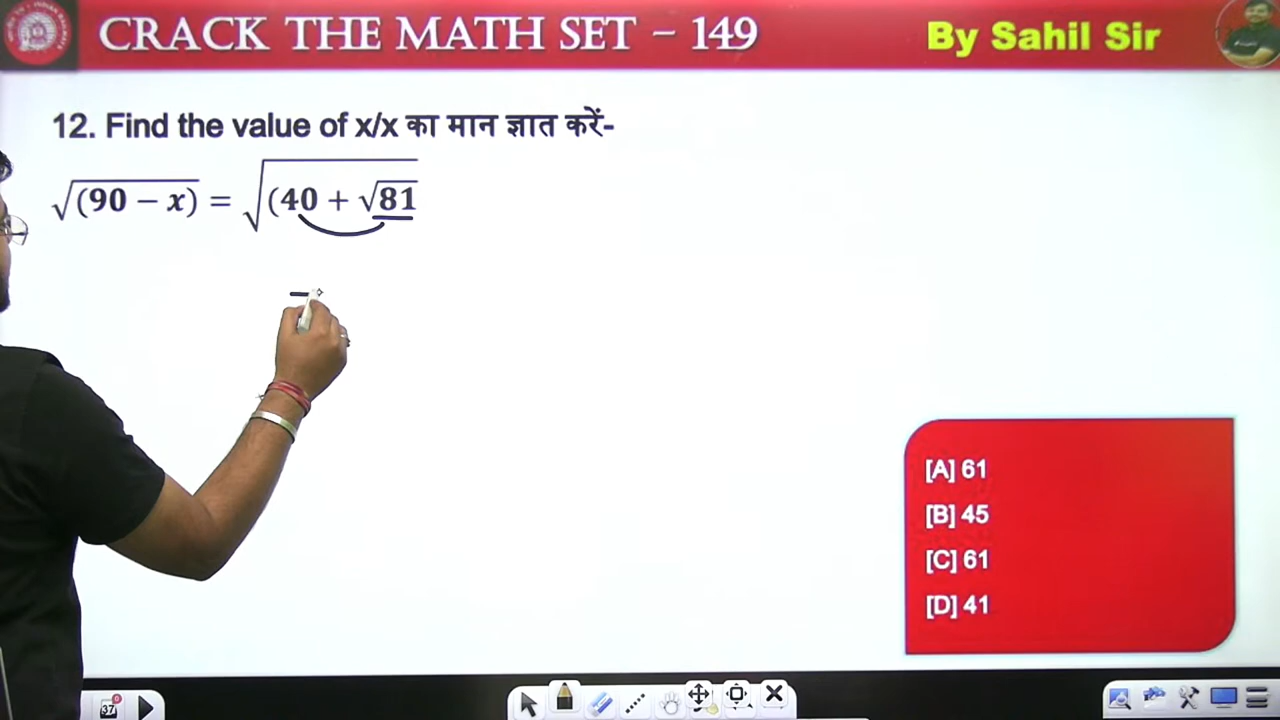 CRACK THE MATH SET – 149
By Sahil Sir
12. Find the value of x/x का मान ज्ञात करें-
√(90 − x) = √(40 + √81
[A] 61
[B] 45
[C] 61
[D] 41
37